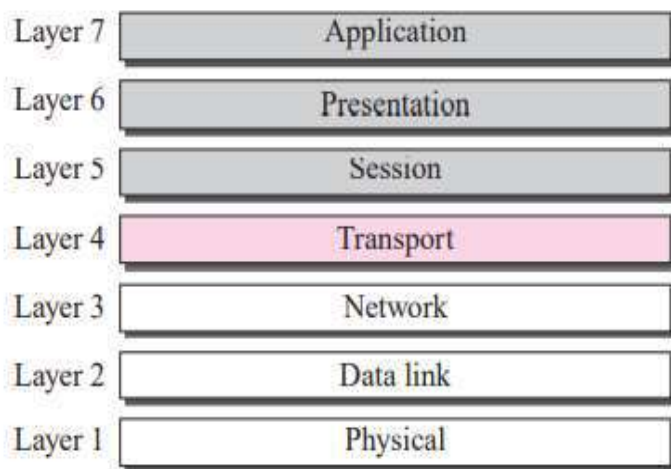 Layer 7 Application
Layer 6 Presentation
Layer 5 Session
Layer 4 Transport
Layer 3 Network
Layer 2 Data link
Layer 1 Physical